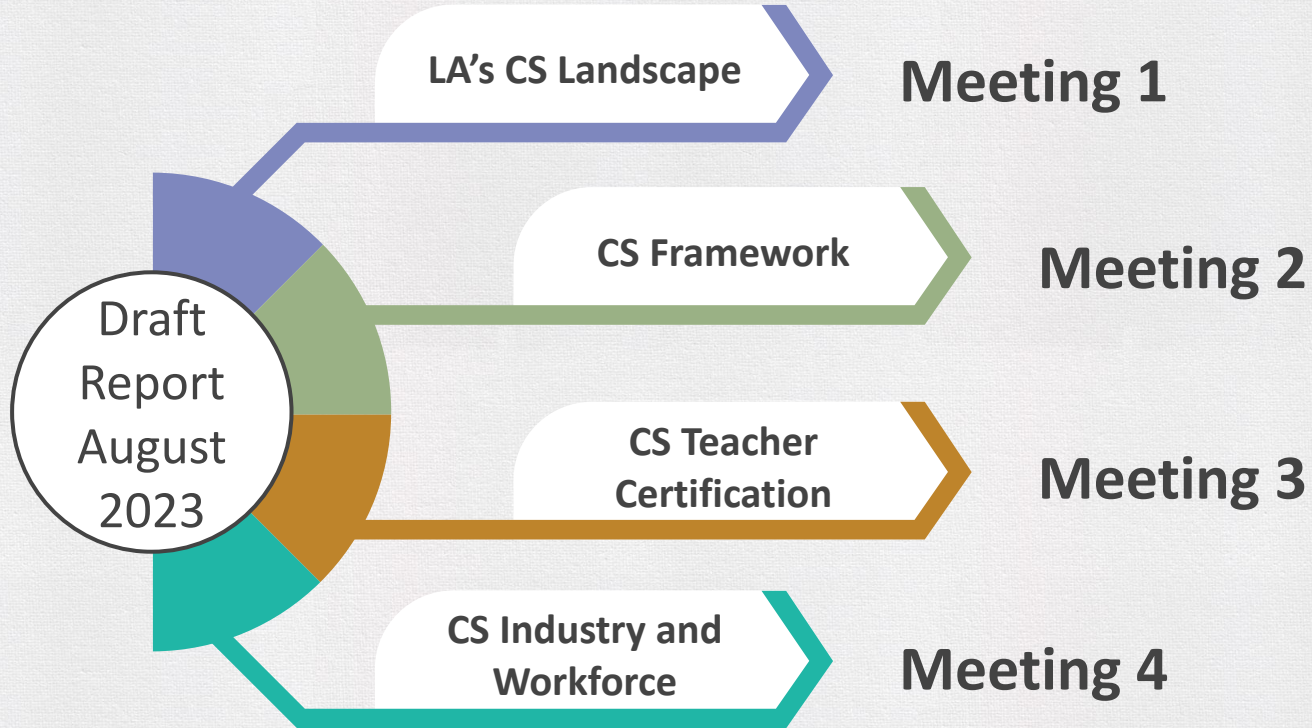 LA’s CS Landscape
Meeting 1
CS Framework
Meeting 2
Draft
Report
August
2023
CS Teacher
Certification
Meeting 3
CS Industry and
Workforce
Meeting 4